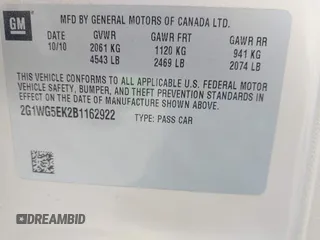 GM
MFD BY GENERAL MOTORS OF CANADA LTD.
DATE GVWR GAWR FRT GAWR RR
10/10 2061 KG 1120 KG 941 KG
4543 LB 2469 LB 2074 LB
THIS VEHICLE CONFORMS TO ALL APPLICABLE U.S. FEDERAL MOTOR
VEHICLE SAFETY, BUMPER, AND THEFT PREVENTION STANDARDS
IN EFFECT ON THE DATE OF MANUFACTURE SHOWN ABOVE.
2G1WG5EK2B1162922 TYPE: PASS CAR
DREAMBID